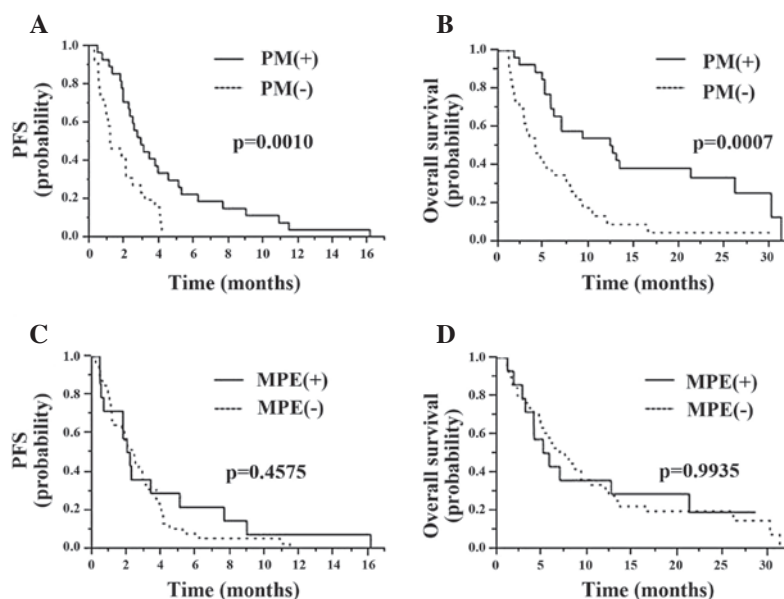 A
1.0
0.8
0.6
0.4
0.2
0.0
PFS
(probability)
PM(+)
PM(-)
p=0.0010
0 2 4 6 8 10 12 14 16
Time (months)
B
1.0
0.8
0.6
0.4
0.2
0.0
Overall survival
(probability)
PM(+)
PM(-)
p=0.0007
0 5 10 15 20 25 30
Time (months)
C
1.0
0.8
0.6
0.4
0.2
0.0
PFS
(probability)
MPE(+)
MPE(-)
p=0.4575
0 2 4 6 8 10 12 14 16
Time (months)
D
1.0
0.8
0.6
0.4
0.2
0.0
Overall survival
(probability)
MPE(+)
MPE(-)
p=0.9935
0 5 10 15 20 25 30
Time (months)